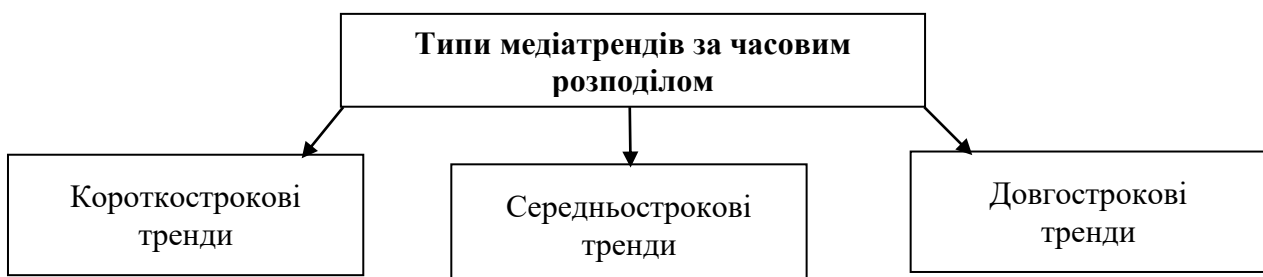 Типи медіатрендів за часовим
розподілом
Короткострокові
тренди
Середньострокові
тренди
Довгострокові
тренди